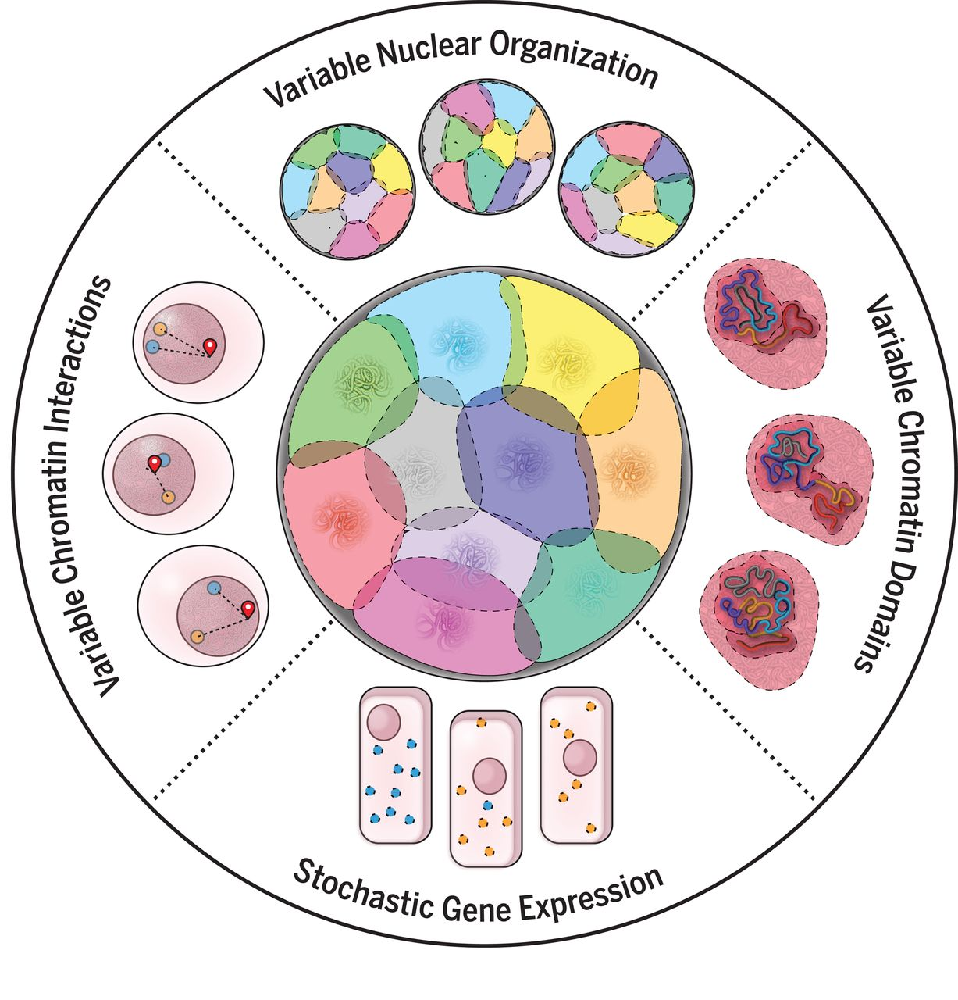 Variable Nuclear Organization
Variable Chromatin Interactions
Variable Chromatin Domains
Stochastic Gene Expression